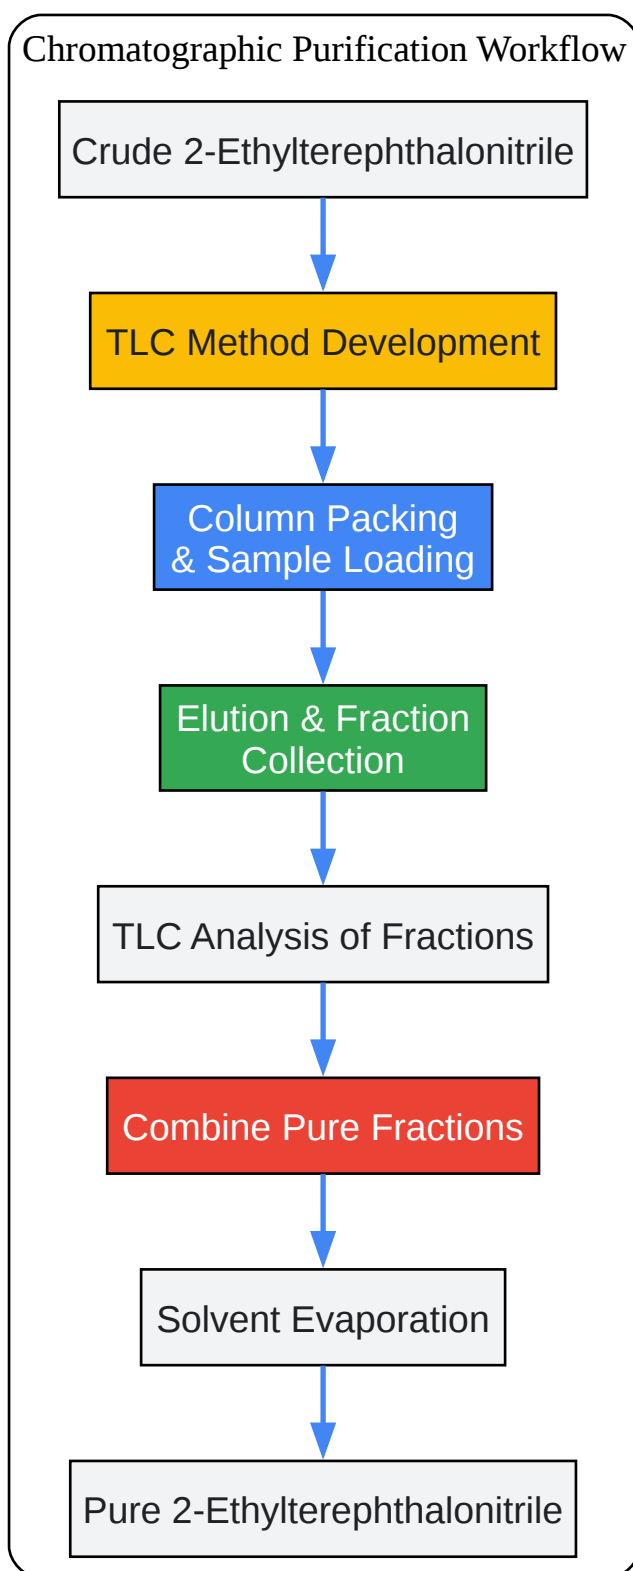 Chromatographic Purification Workflow
Crude 2-Ethylterephthalonitrile
TLC Method Development
Column Packing
& Sample Loading
Elution & Fraction
Collection
TLC Analysis of Fractions
Combine Pure Fractions
Solvent Evaporation
Pure 2-Ethylterephthalonitrile